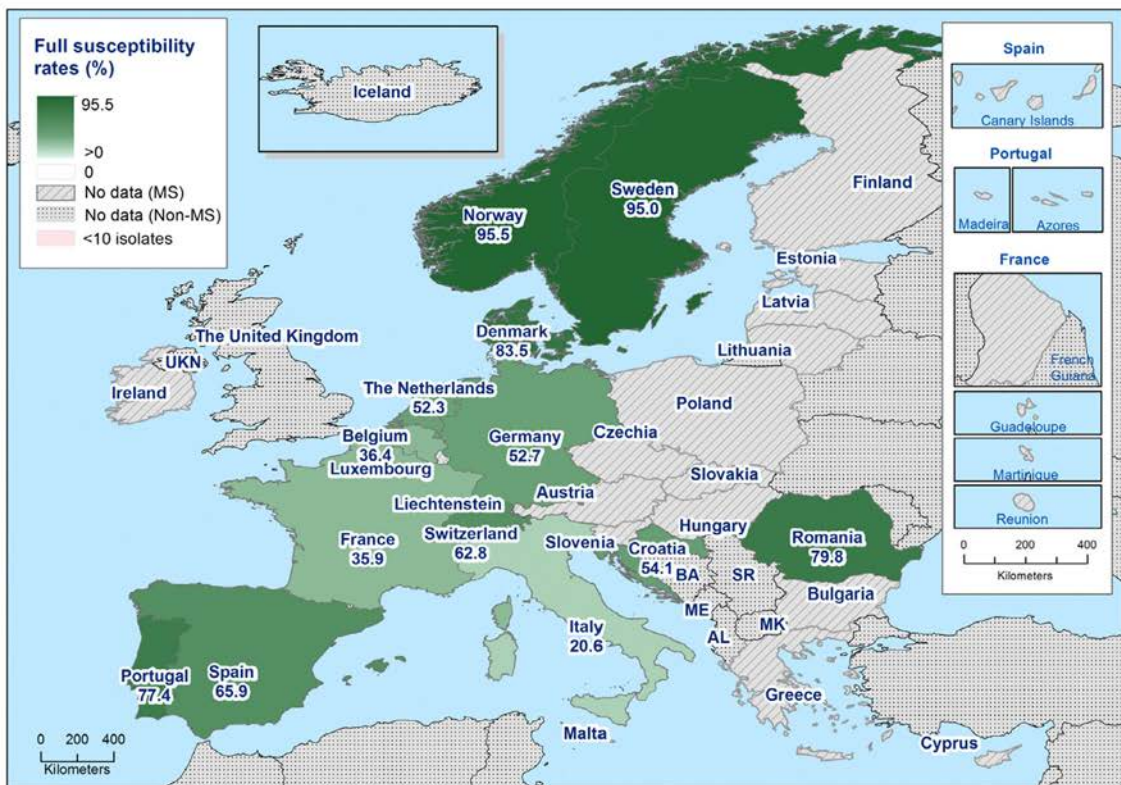 Full susceptibility
rates (%)
95.5
>0
0
No data (MS)
No data (Non-MS)
<10 isolates
Iceland
Spain
Canary Islands
Portugal
Madeira
Azores
France
French
Guiana
Guadeloupe
Martinique
Reunion
0 200 400
Kilometers
Finland
Sweden
95.0
Norway
95.5
Estonia
Latvia
Lithuania
Denmark
83.5
The United Kingdom
UKN
Ireland
The Netherlands
52.3
Poland
Belgium
36.4
Germany
52.7
Czechia
Luxembourg
Slovakia
Liechtenstein
Austria
Hungary
France
35.9
Switzerland
62.8
Slovenia
Croatia
54.1
Romania
79.8
BA
SR
Bulgaria
ME
MK
AL
Italy
20.6
Portugal
77.4
Spain
65.9
Greece
Malta
Cyprus
0 200 400
Kilometers